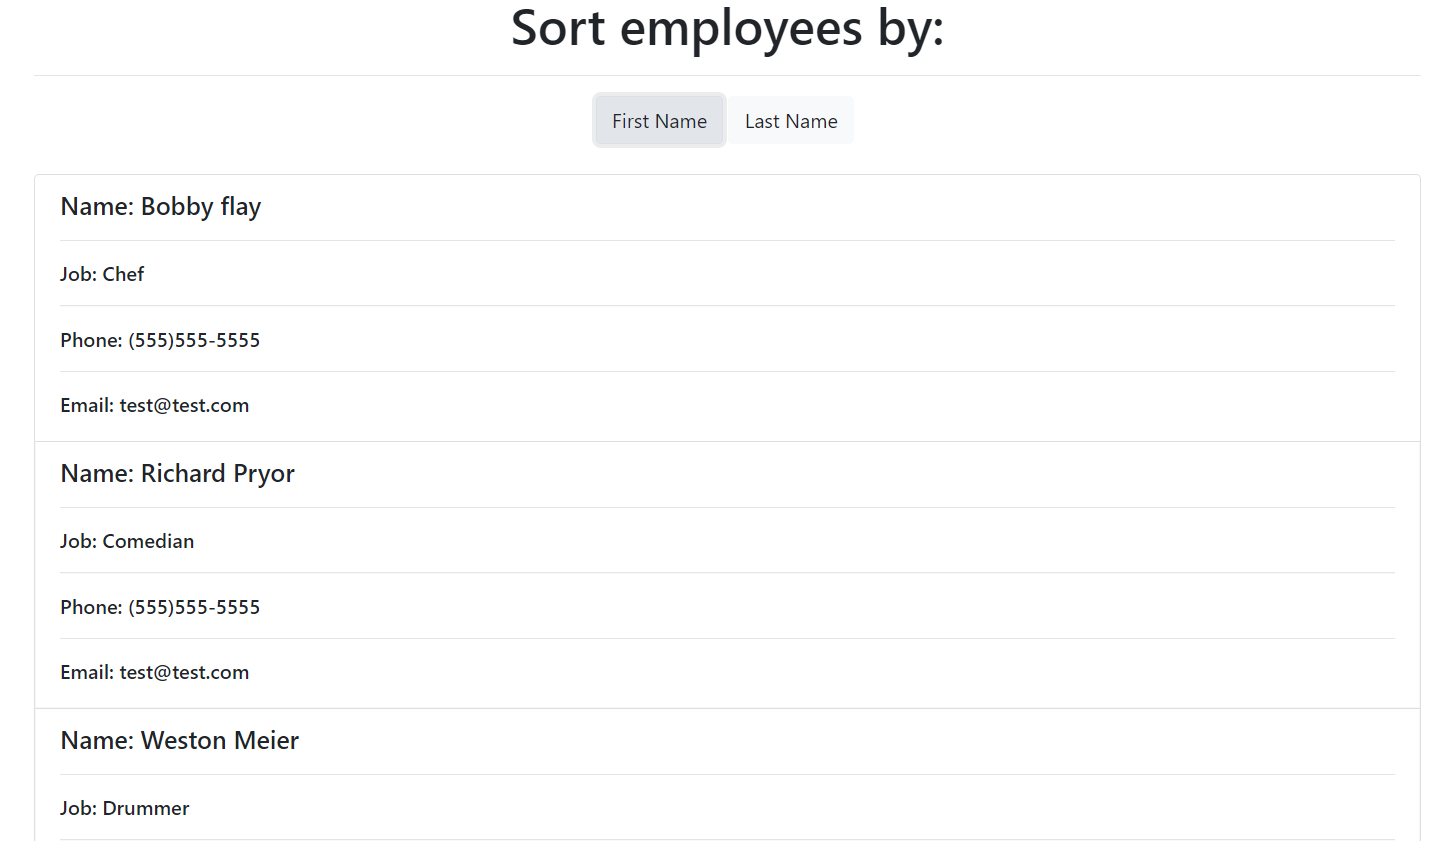 Sort employees by:
First Name Last Name
Name: Bobby flay
Job: Chef
Phone: (555)555-5555
Email: test@test.com
Name: Richard Pryor
Job: Comedian
Phone: (555)555-5555
Email: test@test.com
Name: Weston Meier
Job: Drummer